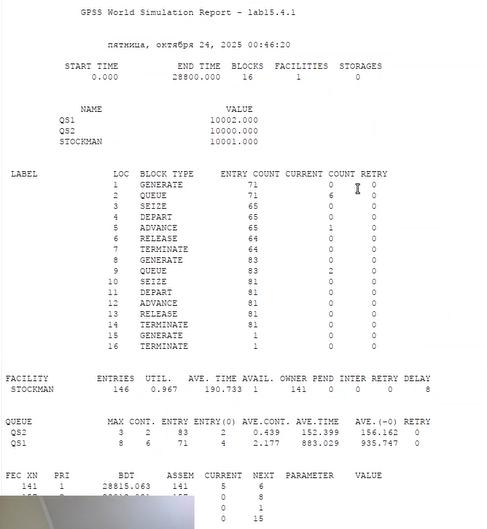 GPSS World Simulation Report - lab15.4.1
пятница, октября 24, 2025 00:46:20
START TIME END TIME BLOCKS FACILITIES STORAGES
0.000 28800.000 16 1 0
NAME VALUE
QS1 10002.000
QS2 10000.000
STOCKMAN 10001.000
LABEL LOC BLOCK TYPE ENTRY COUNT CURRENT COUNT RETRY
1 GENERATE 71 0 0
2 QUEUE 71 6 0
3 SEIZE 65 0 0
4 DEPART 65 0 0
5 ADVANCE 65 1 0
6 RELEASE 64 0 0
7 TERMINATE 64 0 0
8 GENERATE 83 0 0
9 QUEUE 83 2 0
10 SEIZE 81 0 0
11 DEPART 81 0 0
12 ADVANCE 81 0 0
13 RELEASE 81 0 0
14 TERMINATE 81 0 0
15 GENERATE 1 0 0
16 TERMINATE 1 0 0
FACILITY ENTRIES UTIL. AVE. TIME AVAIL. OWNER PEND INTER RETRY DELAY
STOCKMAN 146 0.967 190.733 1 141 0 0 0 8
QUEUE MAX CONT. ENTRY ENTRY(0) AVE.CONT. AVE.TIME AVE.(-0) RETRY
QS2 3 2 83 2 0.439 152.399 156.162 0
QS1 8 6 71 4 2.177 883.029 935.747 0
FEC XN PRI BDT ASSEM CURRENT NEXT PARAMETER VALUE
141 1 28815.063 141 5 6
0 8
0 1
0 15